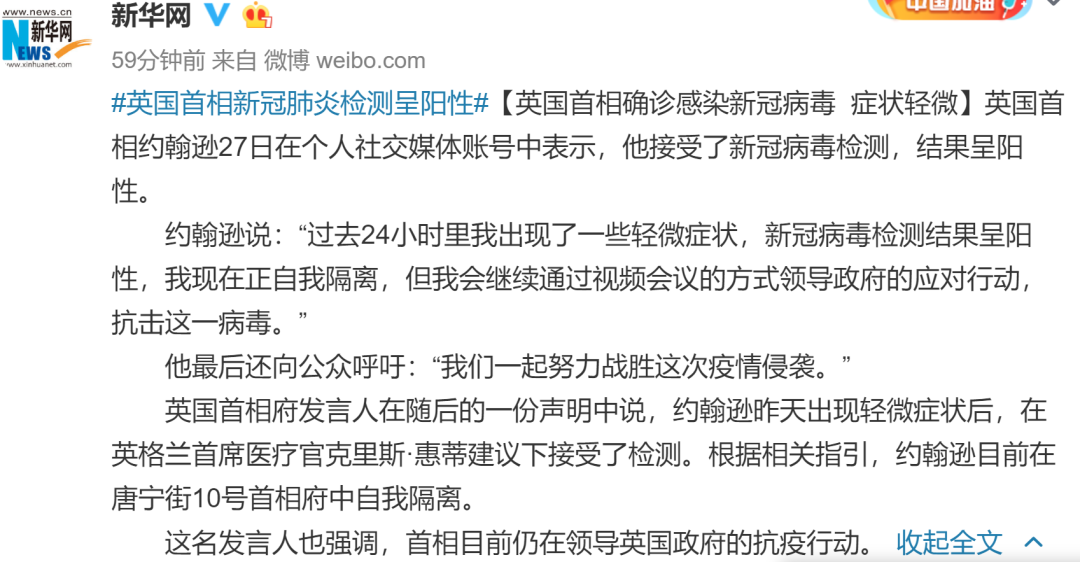 www.news.cn
新华网
NEWS
www.xinhuanet.com
新华网
中国加油
59分钟前 来自 微博 weibo.com
#英国首相新冠肺炎检测呈阳性#【英国首相确诊感染新冠病毒 症状轻微】英国首
相约翰逊27日在个人社交媒体账号中表示，他接受了新冠病毒检测，结果呈阳
性。
约翰逊说：“过去24小时里我出现了一些轻微症状，新冠病毒检测结果呈阳
性，我现在正自我隔离，但我会继续通过视频会议的方式领导政府的应对行动，
抗击这一病毒。”
他最后还向公众呼吁：“我们一起努力战胜这次疫情侵袭。”
英国首相府发言人在随后的一份声明中说，约翰逊昨天出现轻微症状后，在
英格兰首席医疗官克里斯·惠蒂建议下接受了检测。根据相关指引，约翰逊目前在
唐宁街10号首相府中自我隔离。
这名发言人也强调，首相目前仍在领导英国政府的抗疫行动。 收起全文